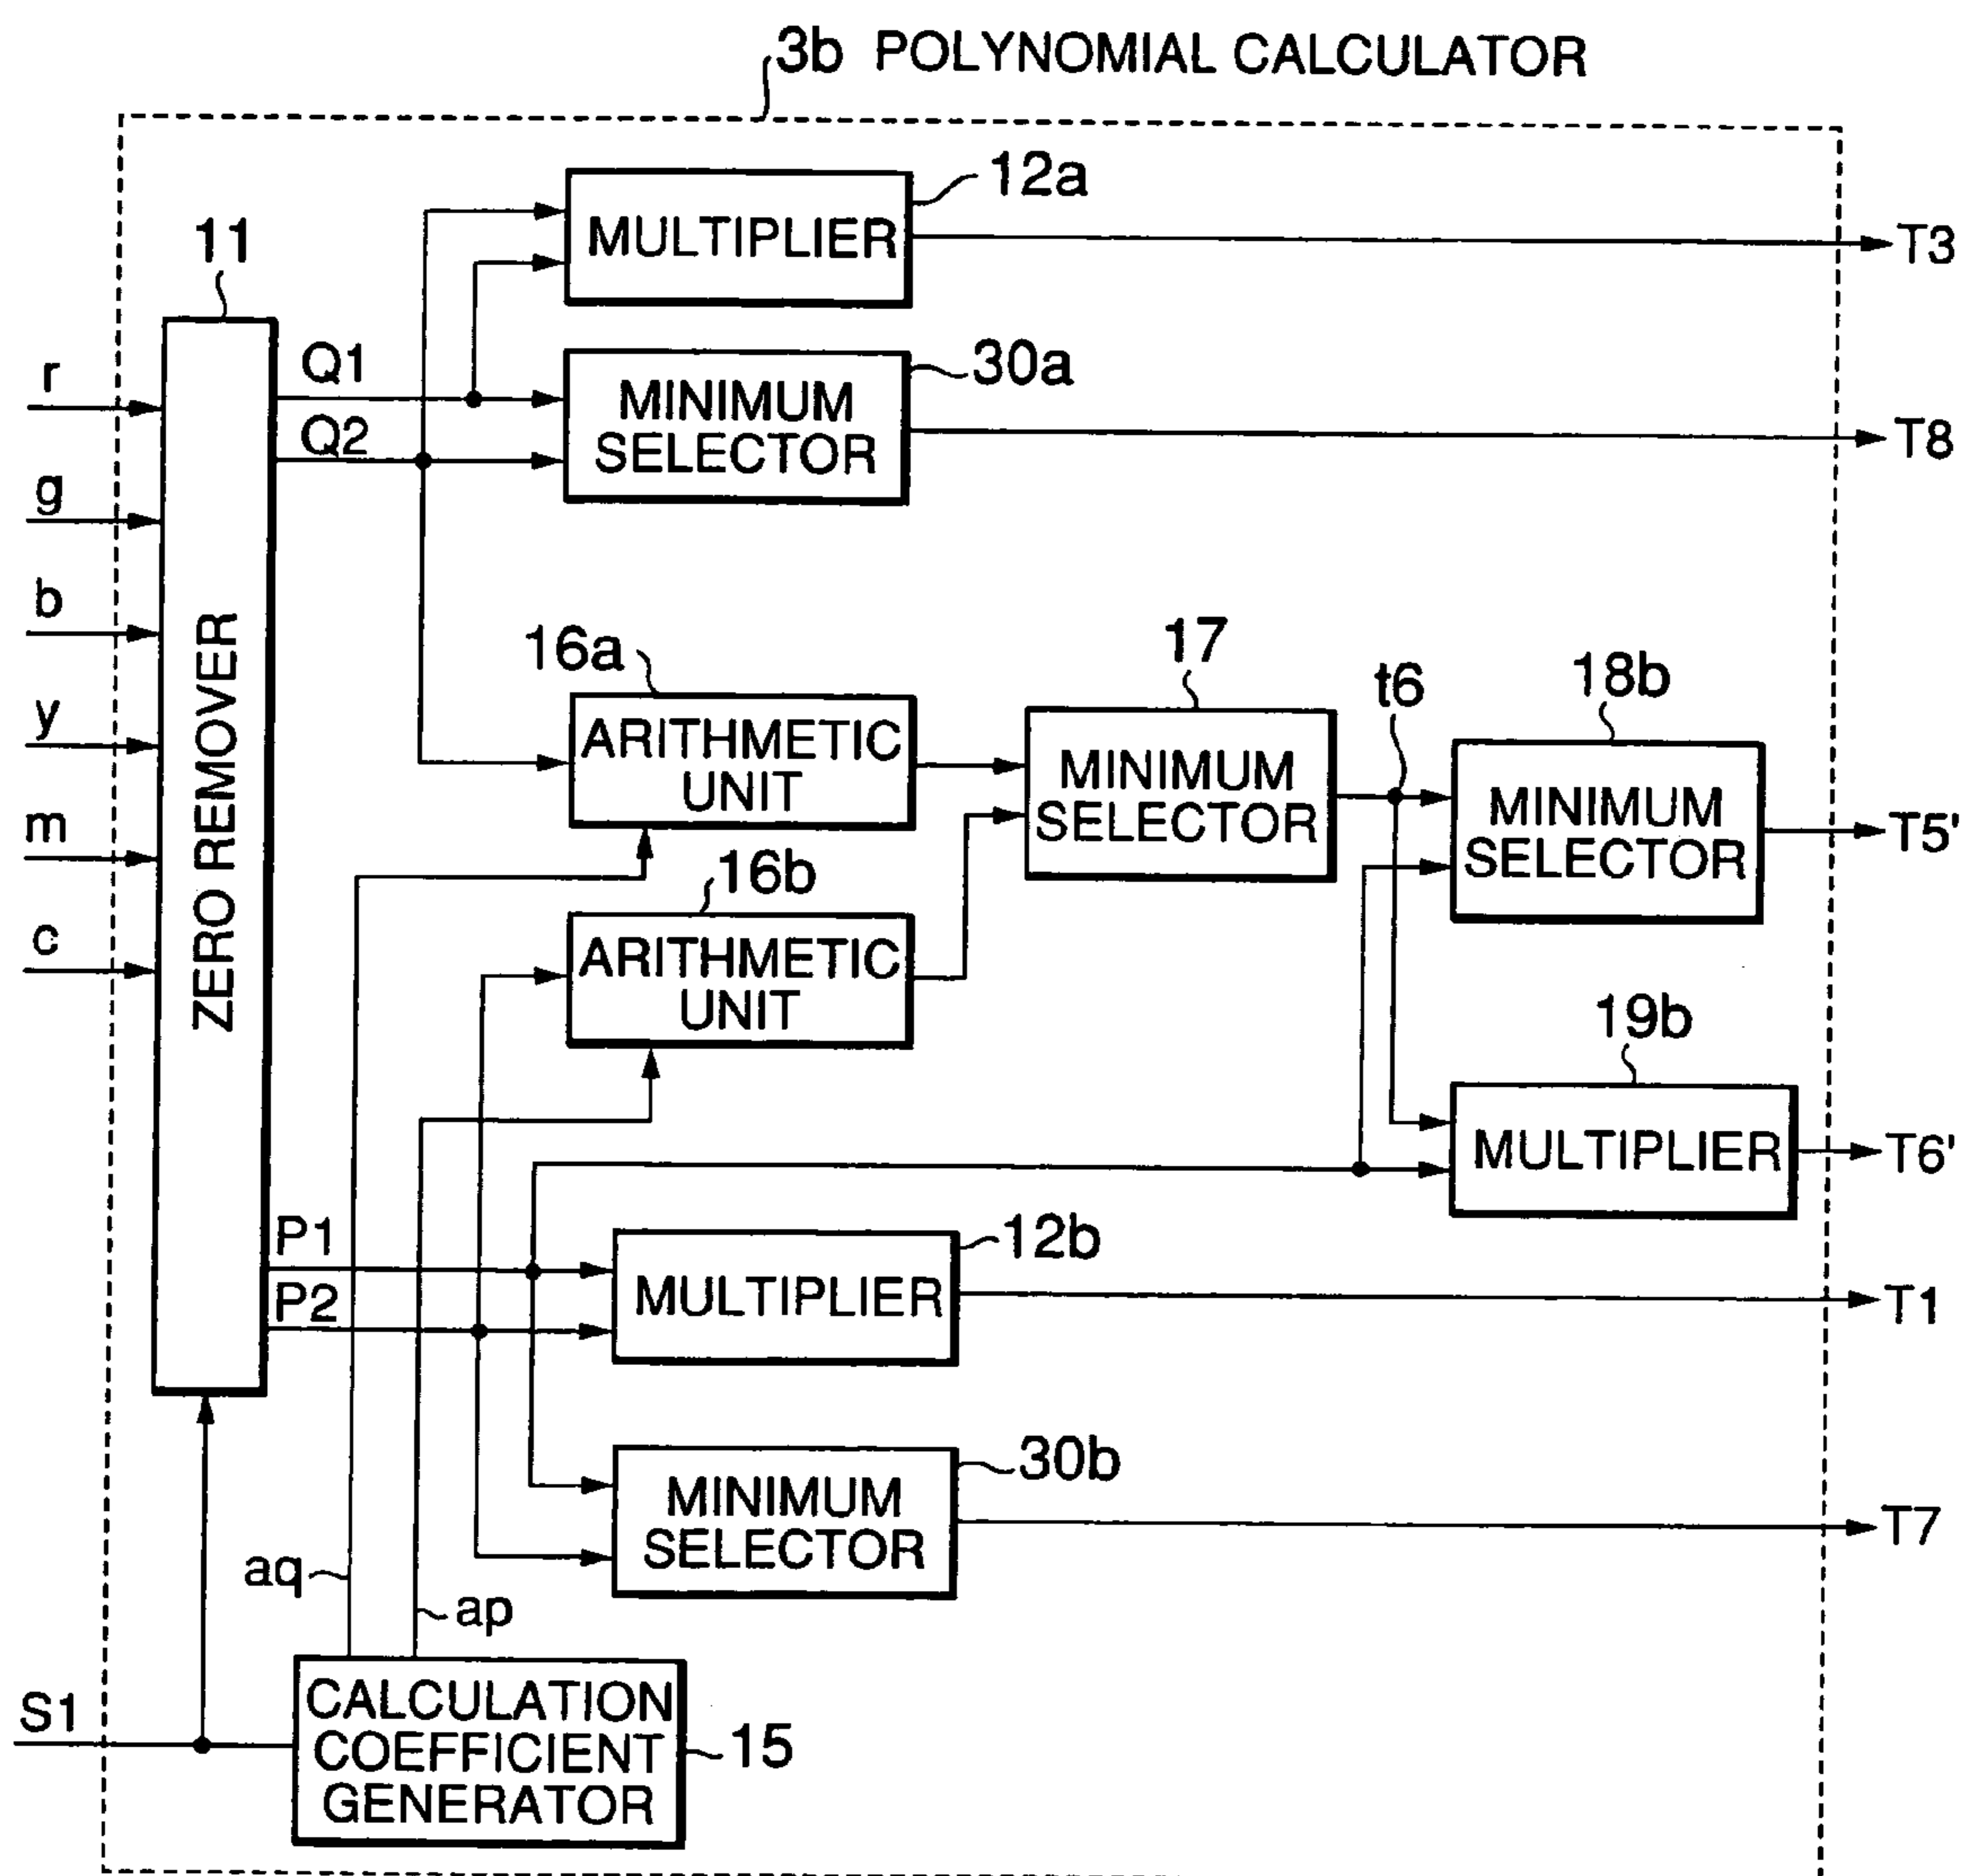 3b POLYNOMIAL CALCULATOR
12a
MULTIPLIER
T3
11
30a
r
Q1
MINIMUM
SELECTOR
Q2
T8
g
b
ZERO REMOVER
16a
17
t6
18b
y
ARITHMETIC
UNIT
MINIMUM
SELECTOR
MINIMUM
SELECTOR
T5'
m
16b
c
ARITHMETIC
UNIT
19b
MULTIPLIER
T6'
P1
12b
P2
MULTIPLIER
T1
30b
MINIMUM
SELECTOR
T7
aq
ap
S1
CALCULATION
COEFFICIENT
GENERATOR
15